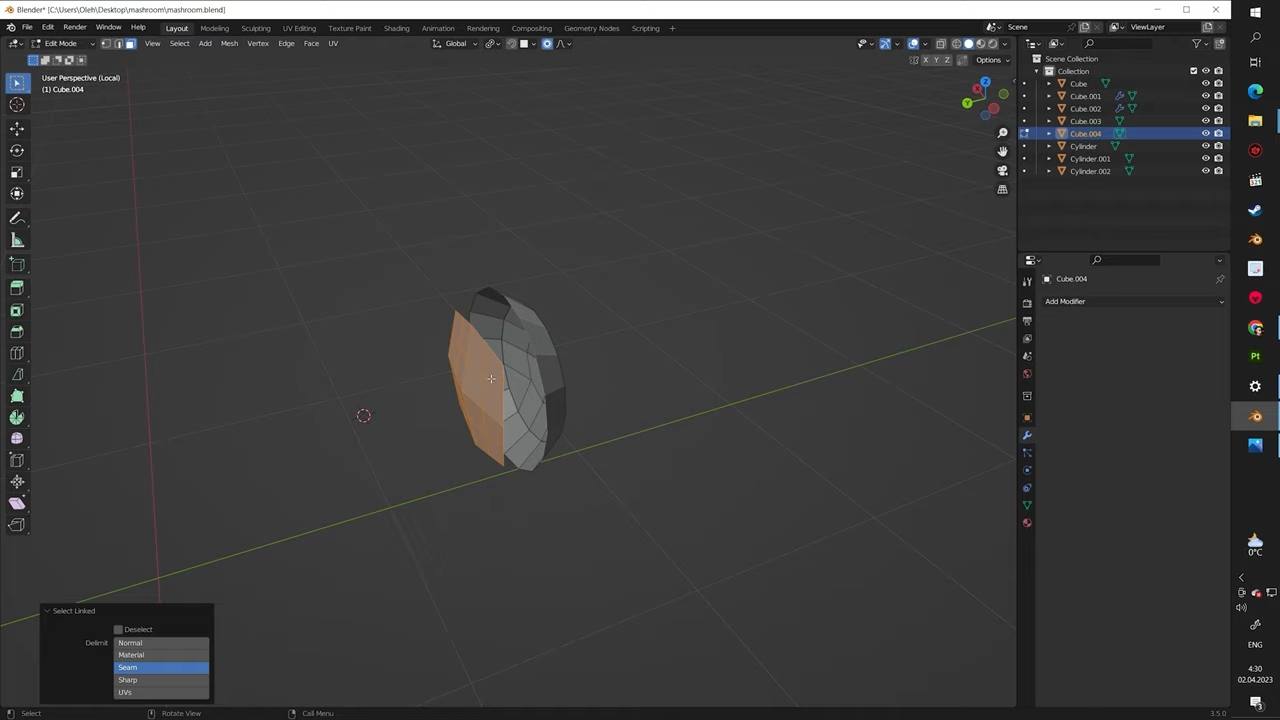 Blender* [C:\Users\Oleh\Desktop\mashroom\mashroom.blend]
File Edit Render Window Help Layout Modeling Sculpting UV Editing Texture Paint Shading Animation Rendering Compositing Geometry Nodes Scripting + Scene ViewLayer
Edit Mode View Select Add Mesh Vertex Edge Face UV Global
X Y Z Options
User Perspective (Local)
(1) Cube.004
Z
X
Y
Scene Collection
Collection
Cube
Cube.001
Cube.002
Cube.003
Cube.004
Cylinder
Cylinder.001
Cylinder.002
Cube.004
Add Modifier
Pt
Select Linked
Deselect
Delimit Normal
Material
Seam
Sharp
UVs
Select Rotate View Call Menu
3.5.0
0°C
4:30
02.04.2023